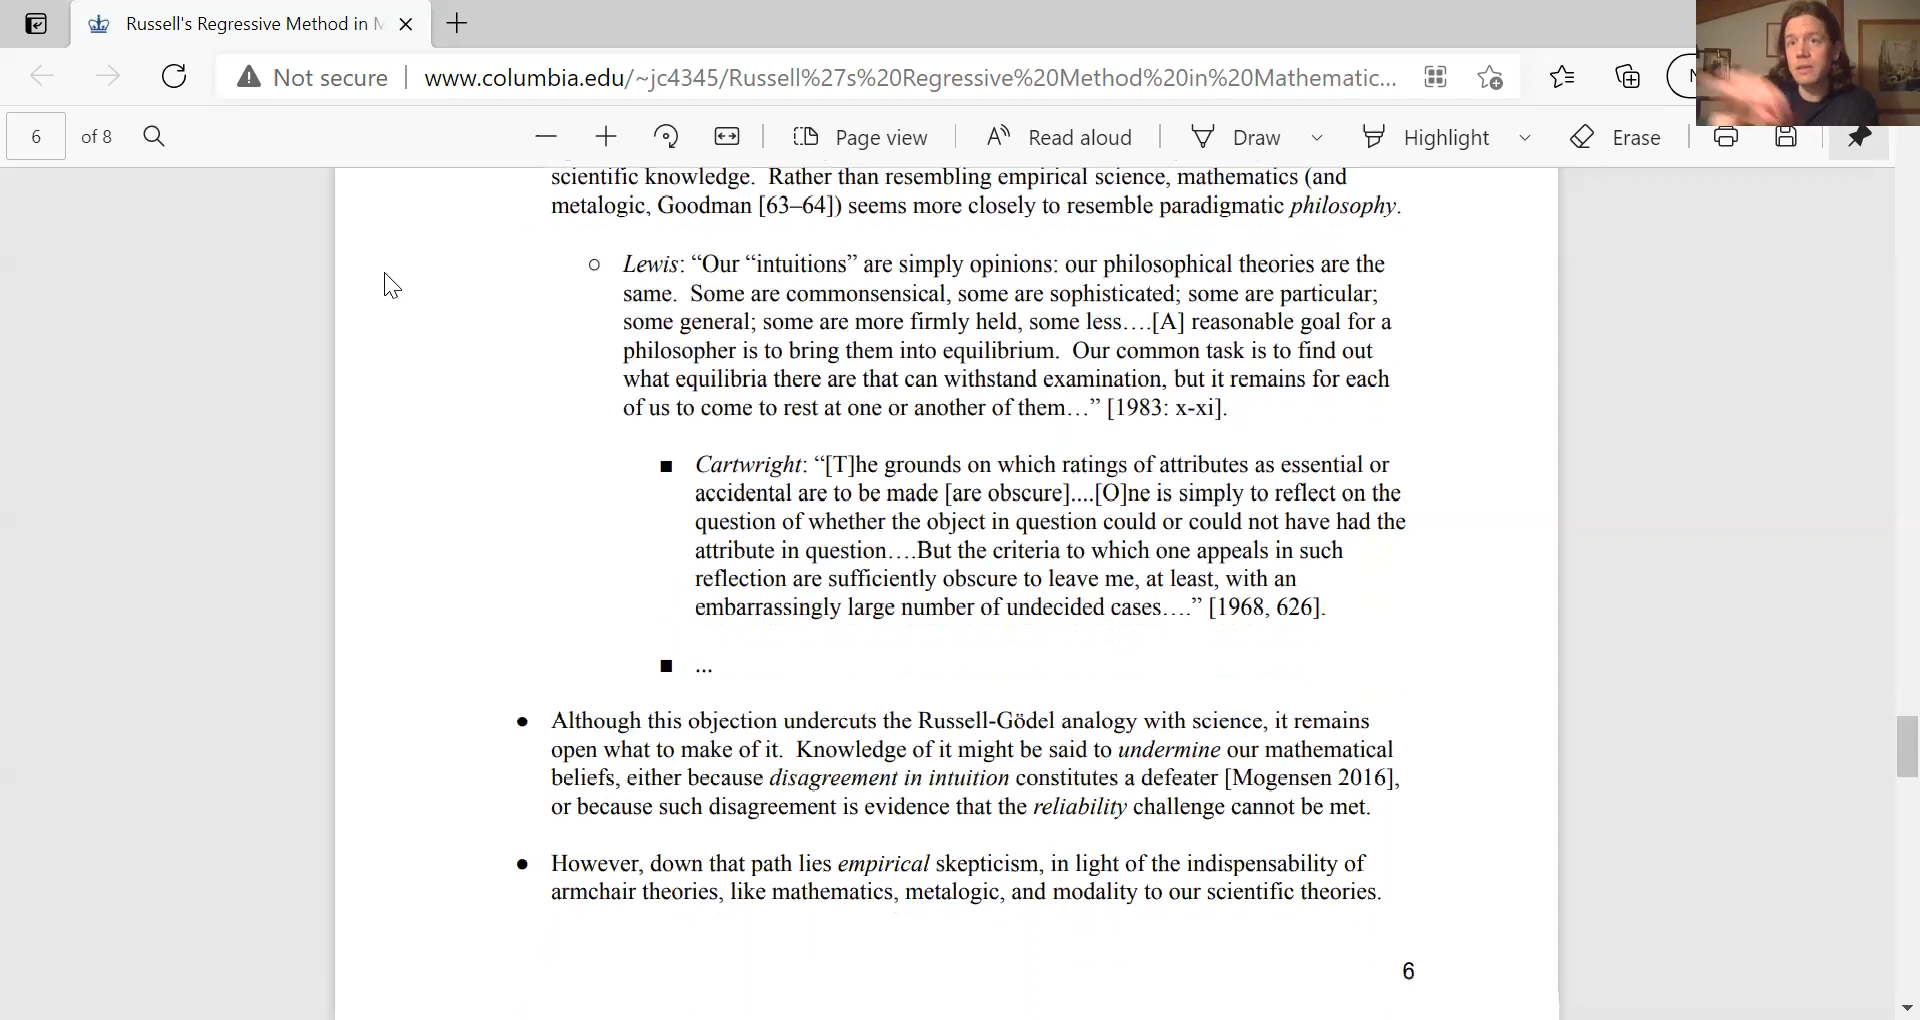 Russell's Regressive Method in M
Not secure
www.columbia.edu/~jc4345/Russell%27s%20Regressive%20Method%20in%20Mathematic...
6 of 8
Page view
Read aloud
Draw
Highlight
Erase
scientific knowledge. Rather than resembling empirical science, mathematics (and
metalogic, Goodman [63–64]) seems more closely to resemble paradigmatic philosophy.
○ Lewis: “Our “intuitions” are simply opinions: our philosophical theories are the
same. Some are commonsensical, some are sophisticated; some are particular;
some general; some are more firmly held, some less….[A] reasonable goal for a
philosopher is to bring them into equilibrium. Our common task is to find out
what equilibria there are that can withstand examination, but it remains for each
of us to come to rest at one or another of them…” [1983: x-xi].
■ Cartwright: “[T]he grounds on which ratings of attributes as essential or
accidental are to be made [are obscure]....[O]ne is simply to reflect on the
question of whether the object in question could or could not have had the
attribute in question….But the criteria to which one appeals in such
reflection are sufficiently obscure to leave me, at least, with an
embarrassingly large number of undecided cases….” [1968, 626].
■ ...
● Although this objection undercuts the Russell-Gödel analogy with science, it remains
open what to make of it. Knowledge of it might be said to undermine our mathematical
beliefs, either because disagreement in intuition constitutes a defeater [Mogensen 2016],
or because such disagreement is evidence that the reliability challenge cannot be met.
● However, down that path lies empirical skepticism, in light of the indispensability of
armchair theories, like mathematics, metalogic, and modality to our scientific theories.
6